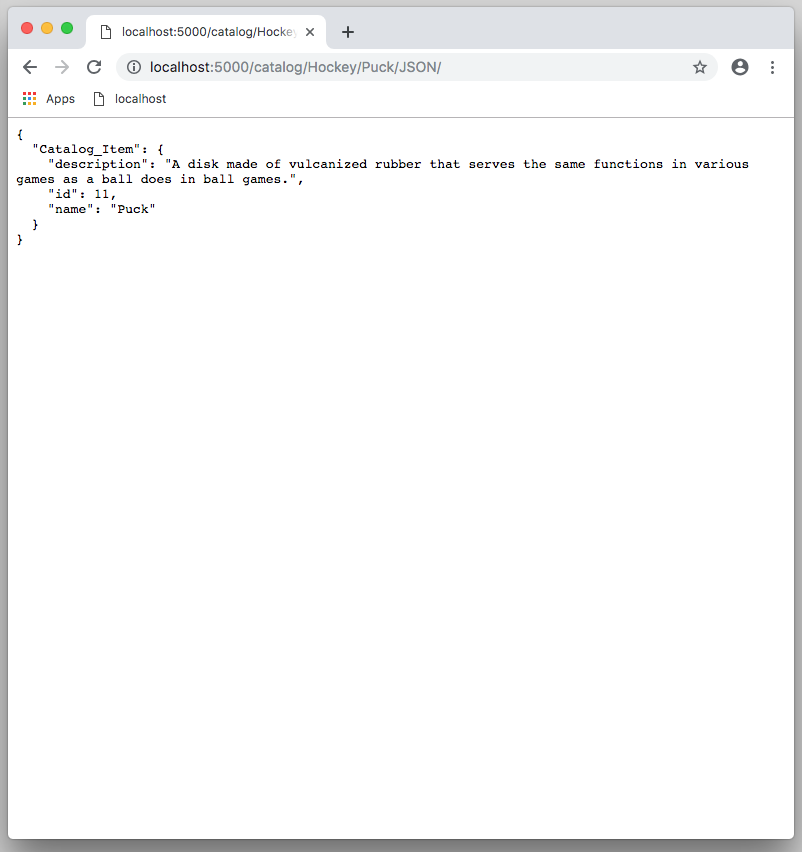 localhost:5000/catalog/Hocke
localhost:5000/catalog/Hockey/Puck/JSON/
Apps localhost
{
  "Catalog_Item": {
    "description": "A disk made of vulcanized rubber that serves the same functions in various
games as a ball does in ball games.",
    "id": 11,
    "name": "Puck"
  }
}